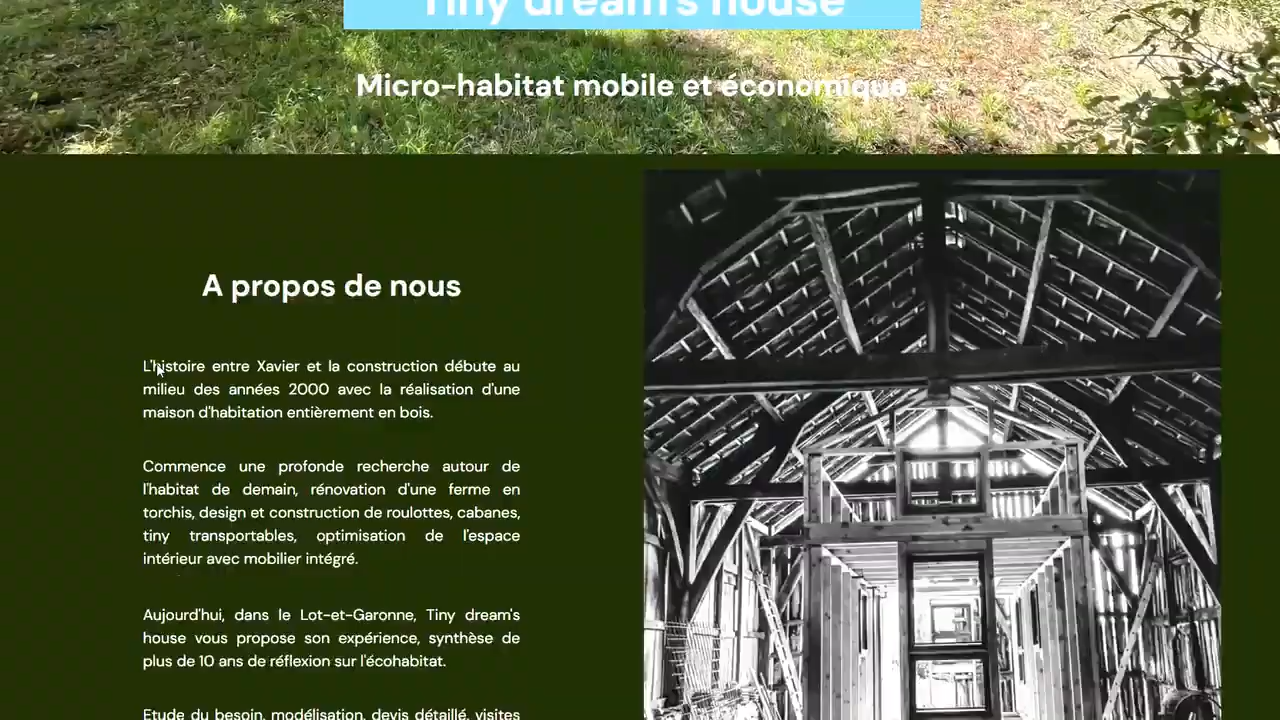 Tiny dream's house
Micro-habitat mobile et économique
A propos de nous
L'histoire entre Xavier et la construction débute au
milieu des années 2000 avec la réalisation d'une
maison d'habitation entièrement en bois.
Commence une profonde recherche autour de
l'habitat de demain, rénovation d'une ferme en
torchis, design et construction de roulottes, cabanes,
tiny transportables, optimisation de l'espace
intérieur avec mobilier intégré.
Aujourd'hui, dans le Lot-et-Garonne, Tiny dream's
house vous propose son expérience, synthèse de
plus de 10 ans de réflexion sur l'écohabitat.
Etude du besoin, modélisation, devis détaillé, visites